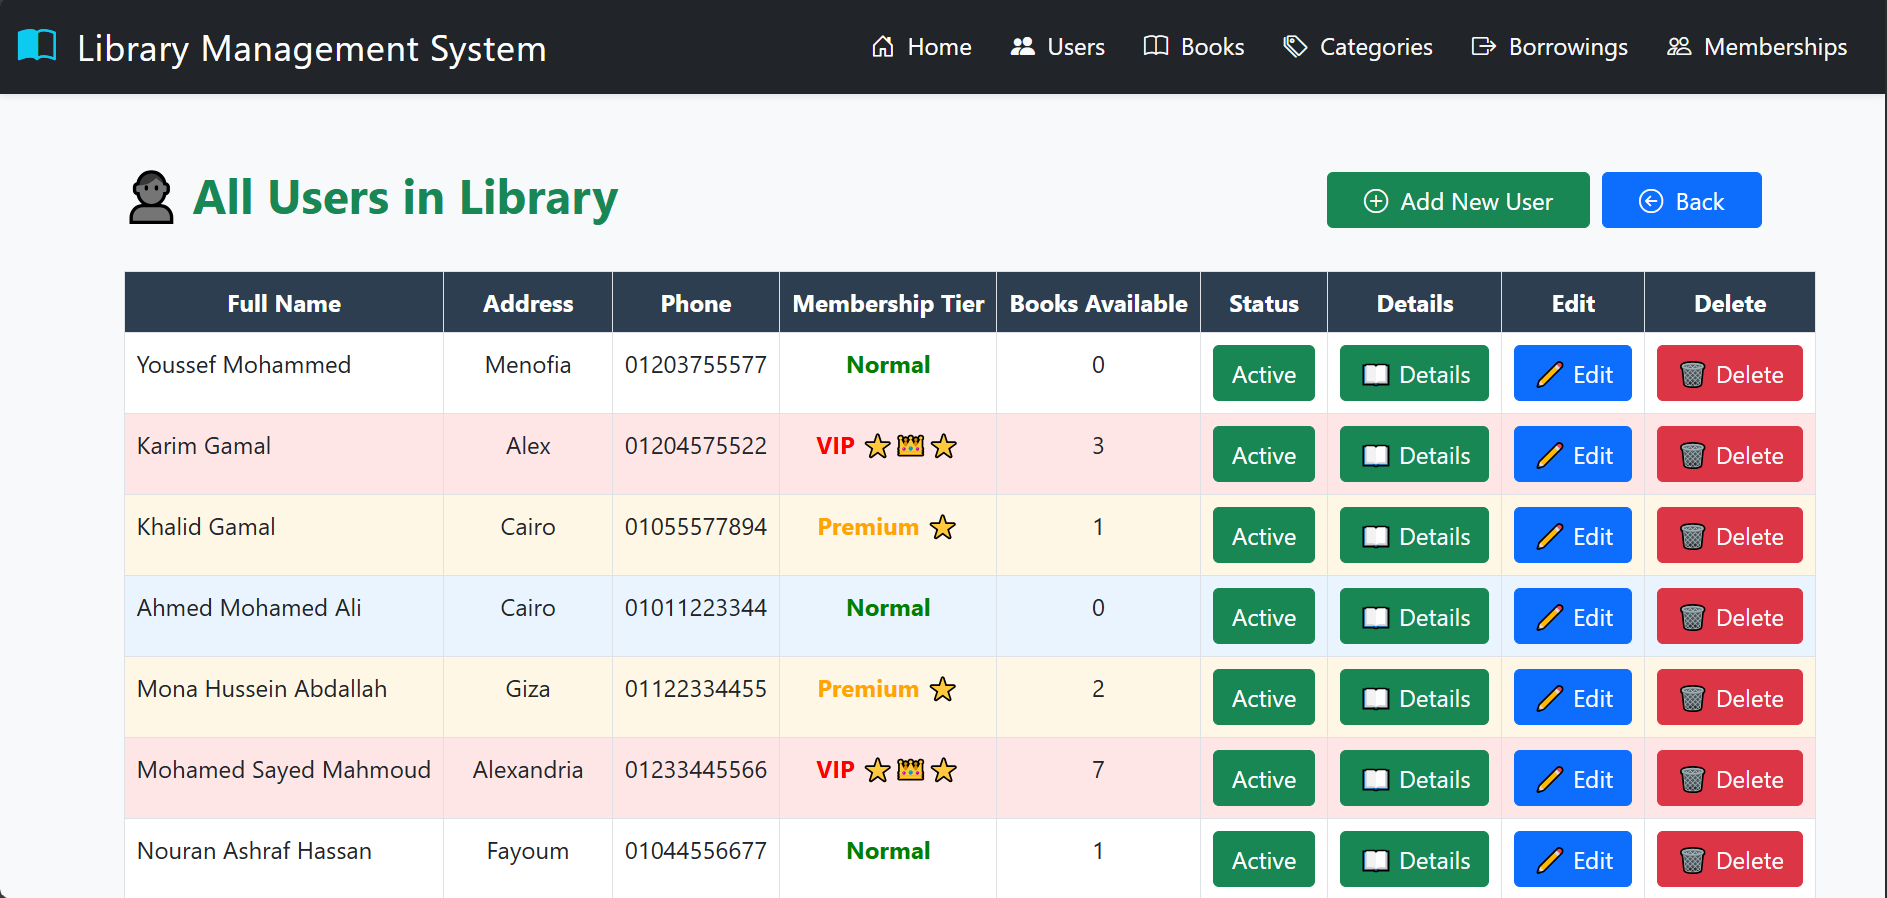 Library Management System Home Users Books Categories Borrowings Memberships
All Users in Library Add New User Back
Full Name Address Phone Membership Tier Books Available Status Details Edit Delete
Youssef Mohammed Menofia 01203755577 Normal 0 Active Details Edit Delete
Karim Gamal Alex 01204575522 VIP 3 Active Details Edit Delete
Khalid Gamal Cairo 01055577894 Premium 1 Active Details Edit Delete
Ahmed Mohamed Ali Cairo 01011223344 Normal 0 Active Details Edit Delete
Mona Hussein Abdallah Giza 01122334455 Premium 2 Active Details Edit Delete
Mohamed Sayed Mahmoud Alexandria 01233445566 VIP 7 Active Details Edit Delete
Nouran Ashraf Hassan Fayoum 01044556677 Normal 1 Active Details Edit Delete